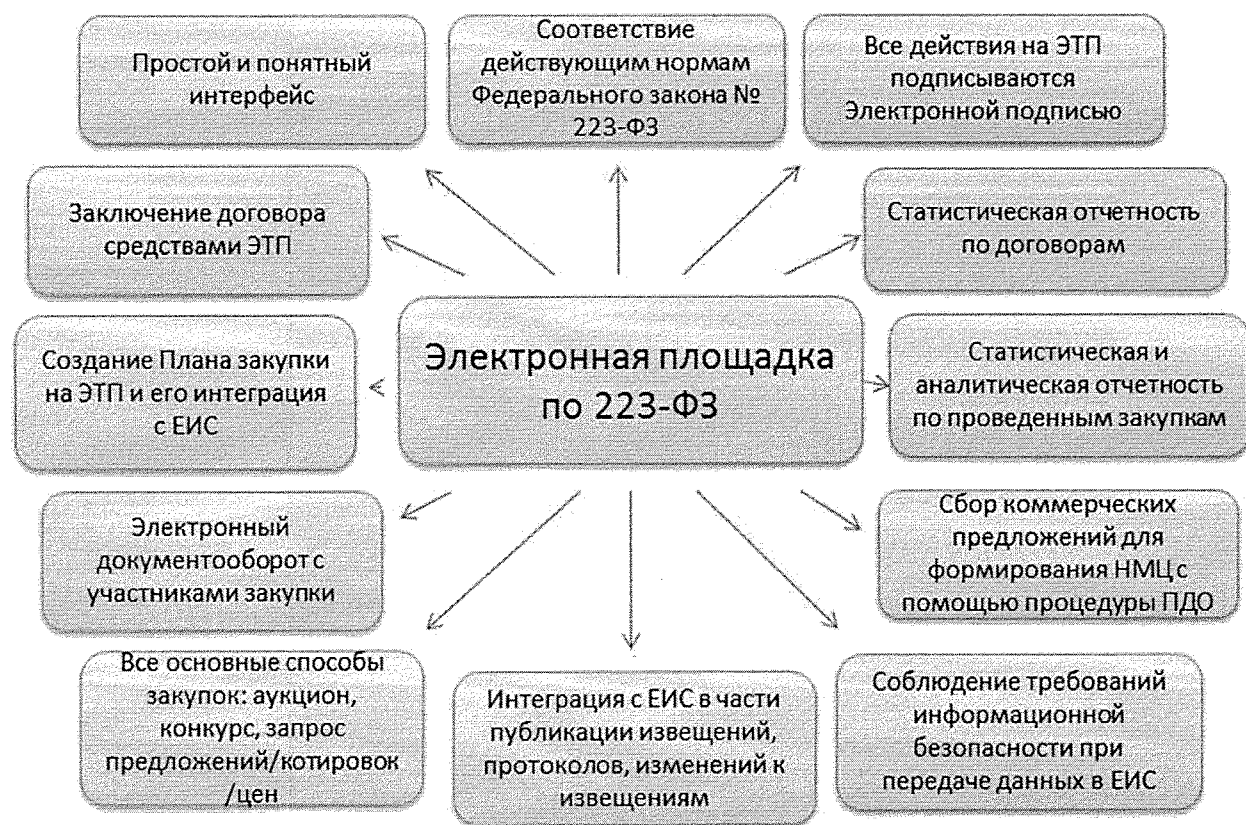 Простой и понятный
интерфейс
Соответствие
действующим нормам
Федерального закона №
223-ФЗ
Все действия на ЭТП
подписываются
Электронной подписью
Заключение договора
средствами ЭТП
Статистическая отчетность
по договорам
Создание Плана закупки
на ЭТП и его интеграция
с ЕИС
Электронная площадка
по 223-ФЗ
Статистическая и
аналитическая отчетность
по проведенным закупкам
Электронный
документооборот с
участниками закупки
Сбор коммерческих
предложений для
формирования НМЦ с
помощью процедуры ПДО
Все основные способы
закупок: аукцион,
конкурс, запрос
предложений/котировок
/цен
Интеграция с ЕИС в части
публикации извещений,
протоколов, изменений к
извещениям
Соблюдение требований
информационной
безопасности при
передаче данных в ЕИС